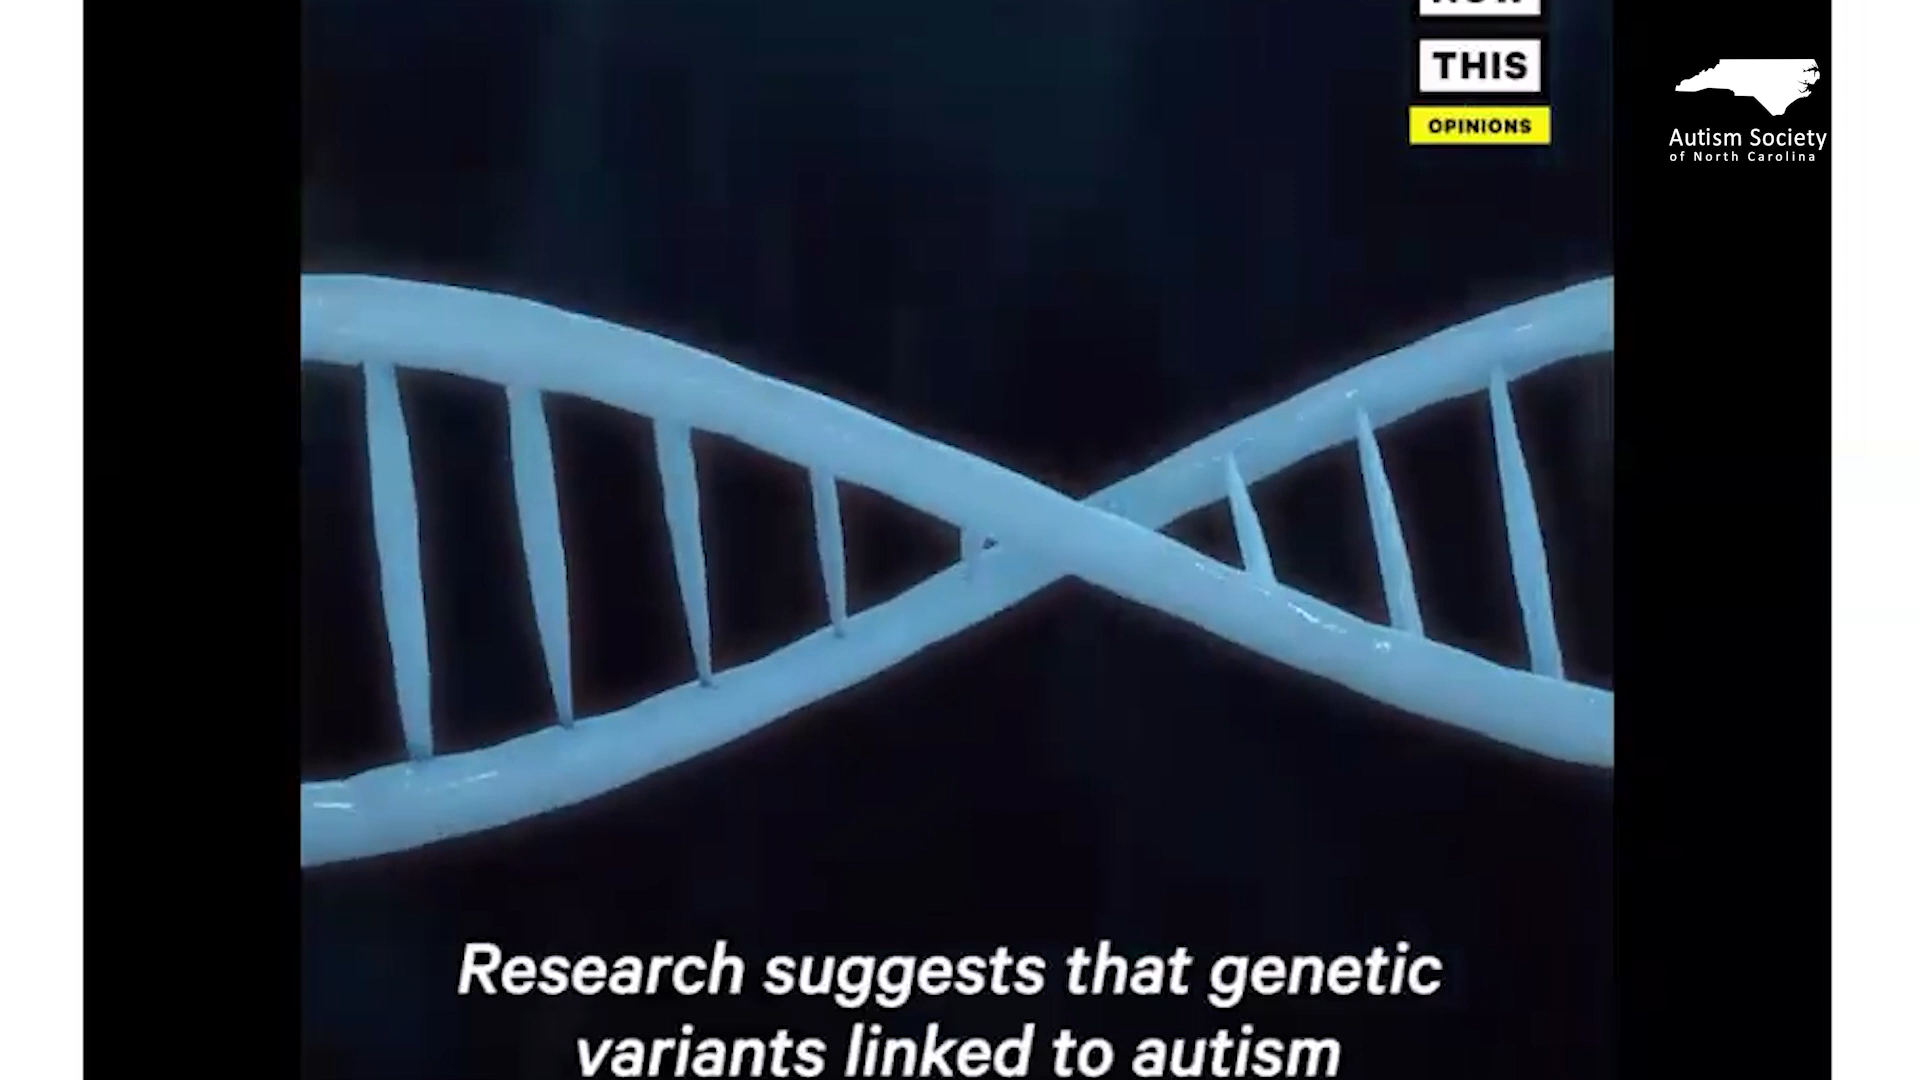 THIS
OPINIONS
Autism Society
of North Carolina
Research suggests that genetic
variants linked to autism